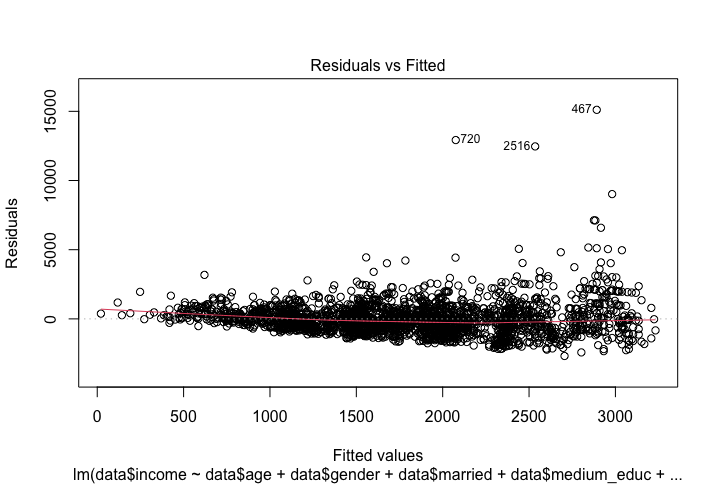 Residuals vs Fitted
Residuals
15000
10000
5000
0
467
720
2516
0 500 1000 1500 2000 2500 3000
Fitted values
lm(data$income ~ data$age + data$gender + data$married + data$medium_educ + ...